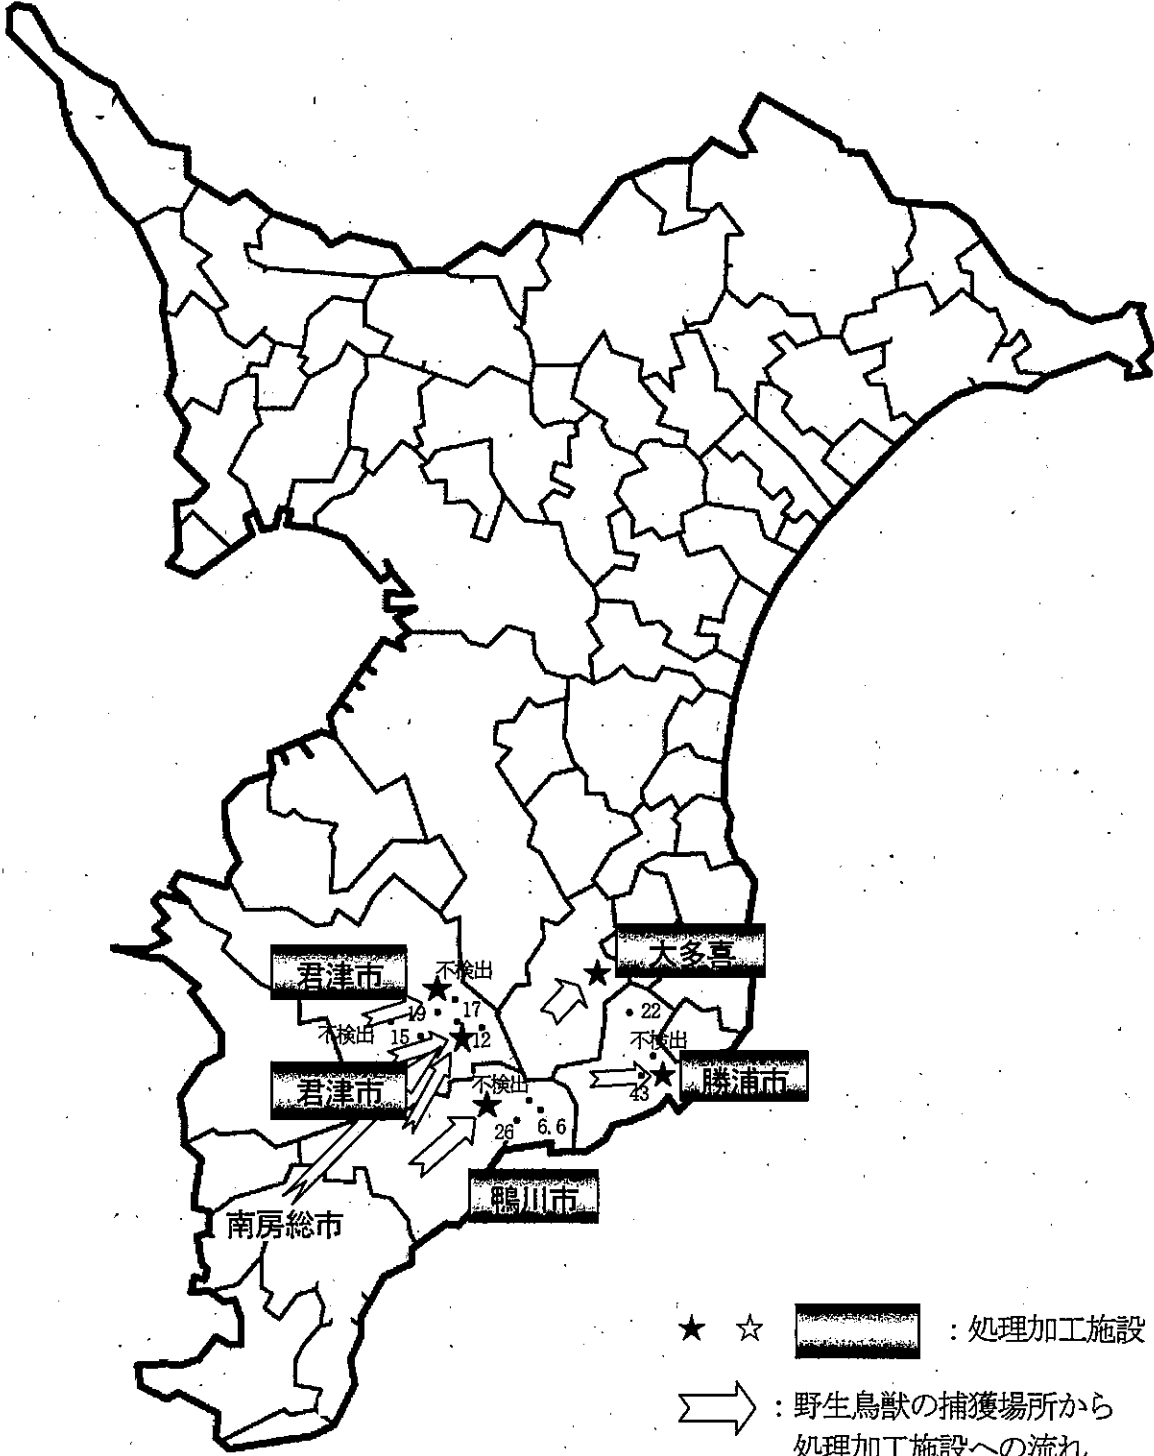 大多喜
君津市
不検出
19
17
22
不検出
15
12
不検出
君津市
不検出
勝浦市
43
26
6.6
鴨川市
南房総市
：処理加工施設
：野生鳥獣の捕獲場所から
処理加工施設への流れ